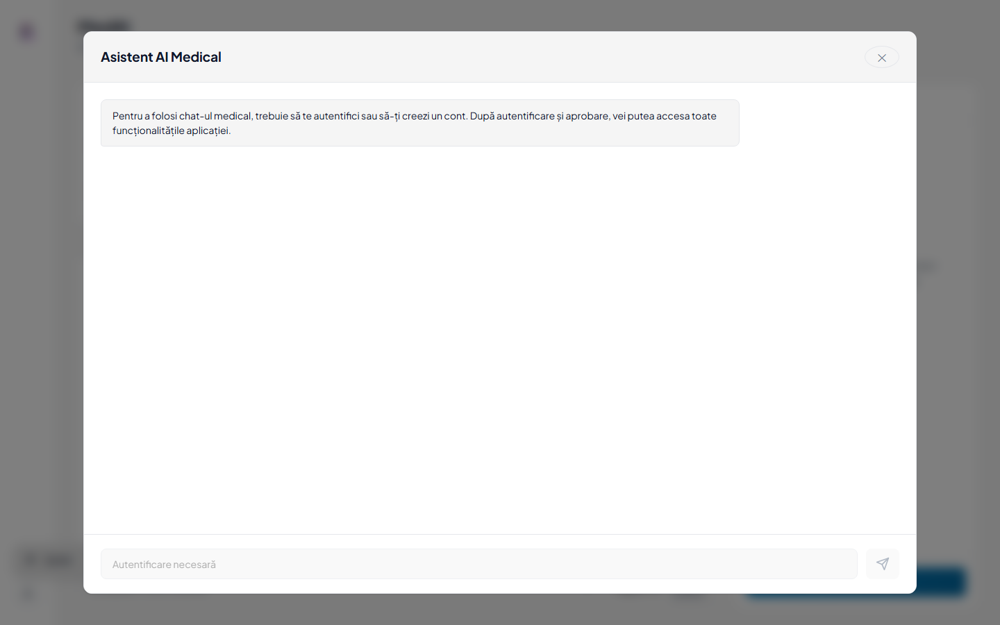 Asistent AI Medical
Pentru a folosi chat-ul medical, trebuie să te autentifici sau să-ți creezi un cont. După autentificare și aprobare, vei putea accesa toate
funcționalitățile aplicației.
Autentificare necesară